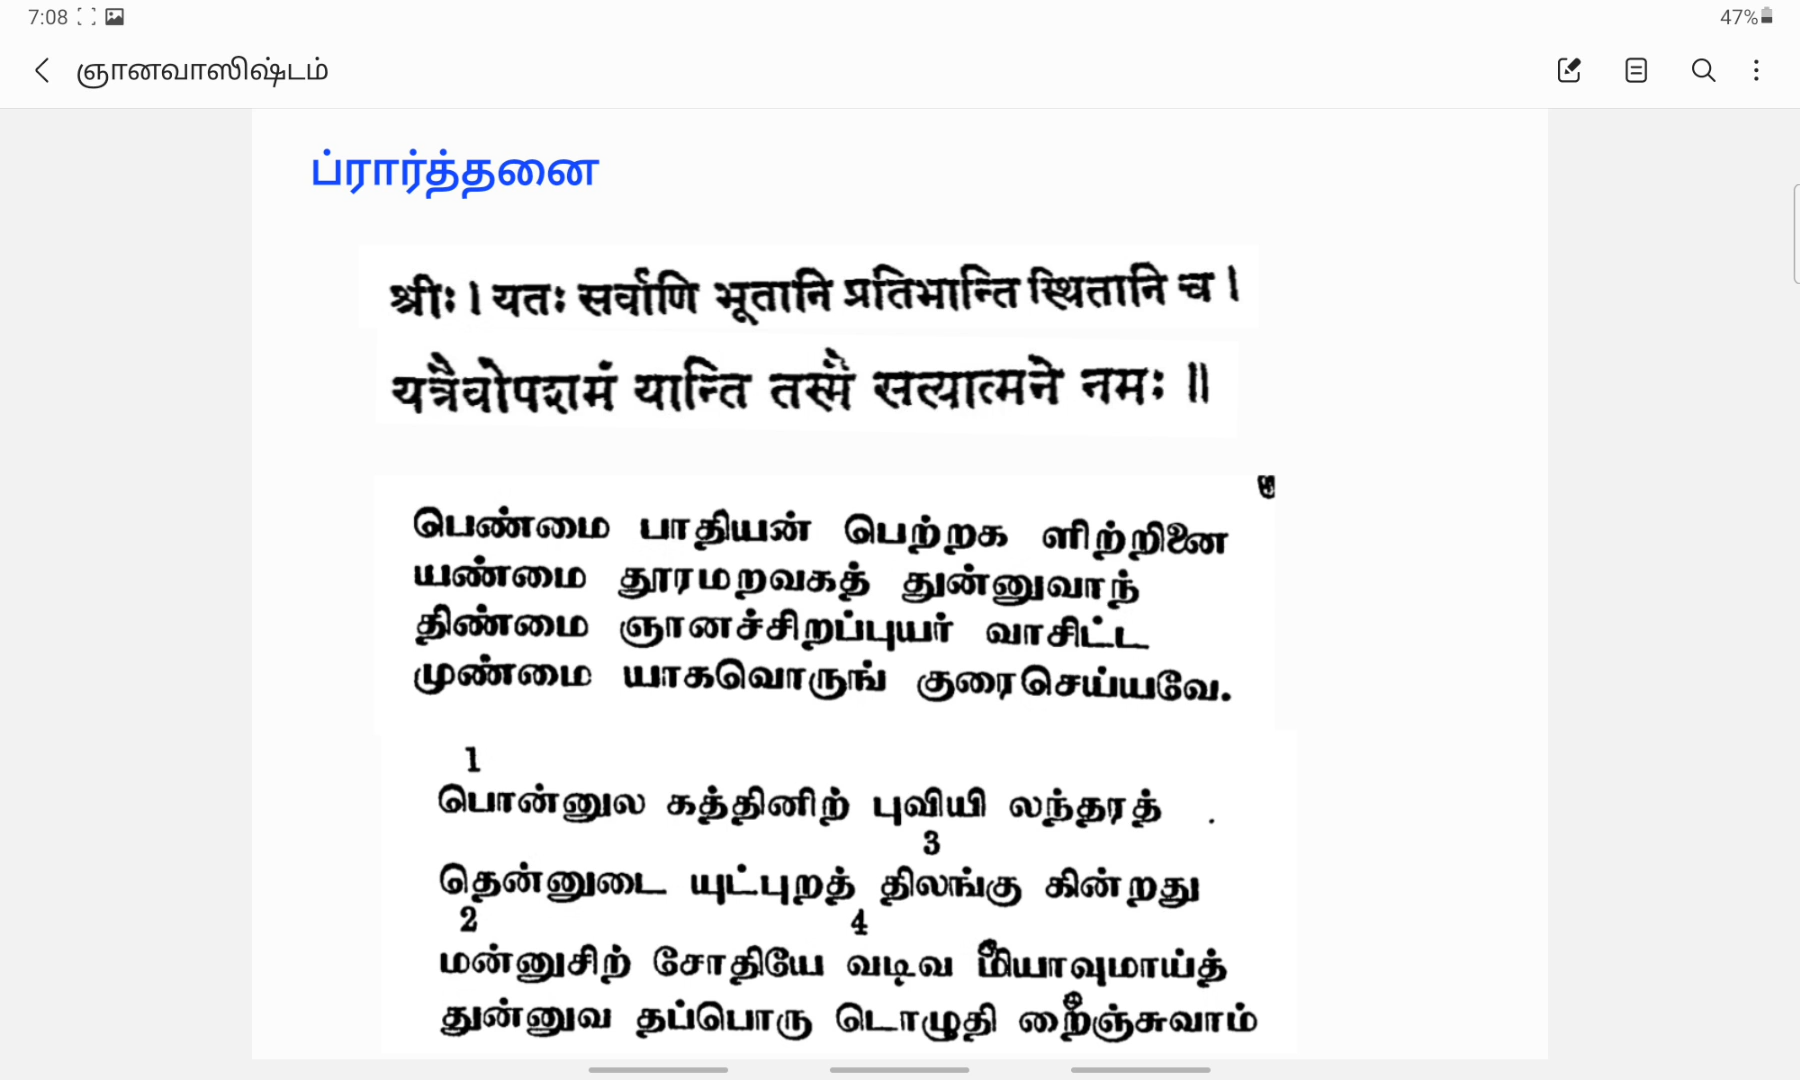 7:08
47%
ஞானவாஸிஷ்டம்
ப்ரார்த்தனை
श्रीः । यतः सर्वाणि भूतानि प्रतिभान्ति स्थितानि च ।
यत्रैवोपशमं यान्ति तस्मै सत्यात्मने नमः ॥
பெண்மை பாதியன் பெற்றக ளிற்றினை
யண்மை தூரமறவகத் துன்னுவாந்
திண்மை ஞானச்சிறப்புயர் வாசிட்ட
முண்மை யாகவொருங் குரைசெய்யவே.
1
பொன்னுல கத்தினிற் புவியி லந்தரத்
3
தென்னுடை யுட்புறத் திலங்கு கின்றது
2 4
மன்னுசிற் சோதியே வடிவ மியாவுமாய்த்
துன்னுவ தப்பொரு டொழுதி றைஞ்சுவாம்